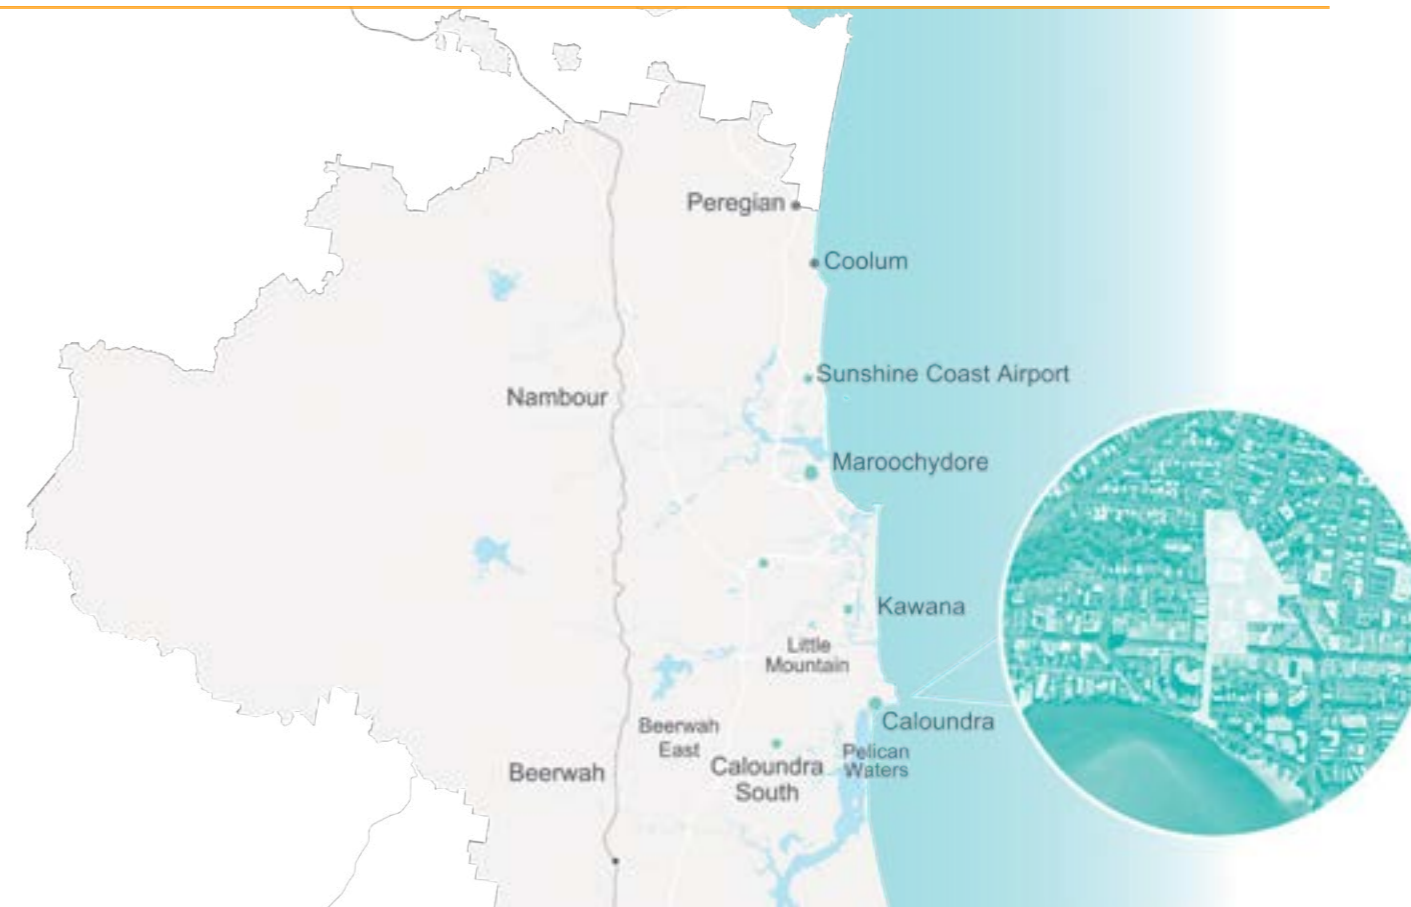 Peregian
Coolum
Sunshine Coast Airport
Nambour
Maroochydore
Kawana
Little
Mountain
Caloundra
Beerwah
East
Pelican
Waters
Beerwah
Caloundra
South